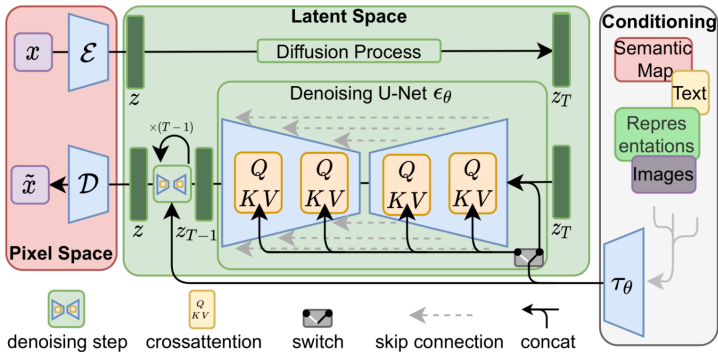 Latent Space
Conditioning
x
ℰ
z
Diffusion Process
z_T
Semantic
Map
Text
Repres
entations
Images
Denoising U-Net ϵ_θ
×(T−1)
x̃
𝒟
z
z_{T−1}
Q
KV
Q
KV
Q
KV
Q
KV
z_T
Pixel Space
τ_θ
Q
KV
denoising step
crossattention
switch
skip connection
concat